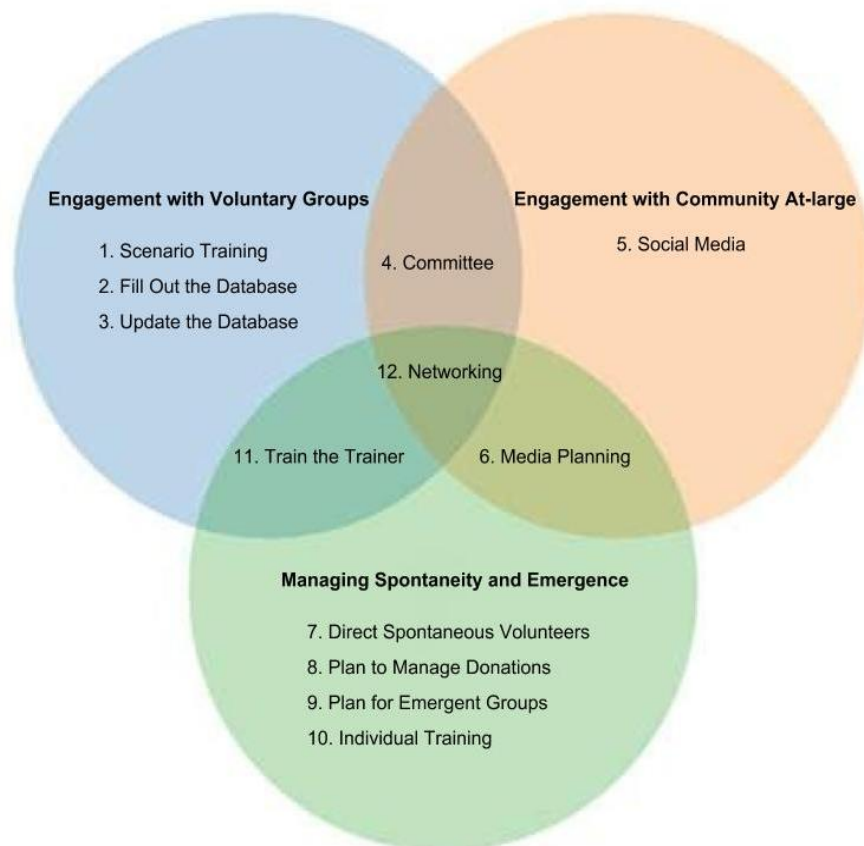 Engagement with Voluntary Groups
1. Scenario Training
2. Fill Out the Database
3. Update the Database
4. Committee
Engagement with Community At-large
5. Social Media
12. Networking
11. Train the Trainer
6. Media Planning
Managing Spontaneity and Emergence
7. Direct Spontaneous Volunteers
8. Plan to Manage Donations
9. Plan for Emergent Groups
10. Individual Training